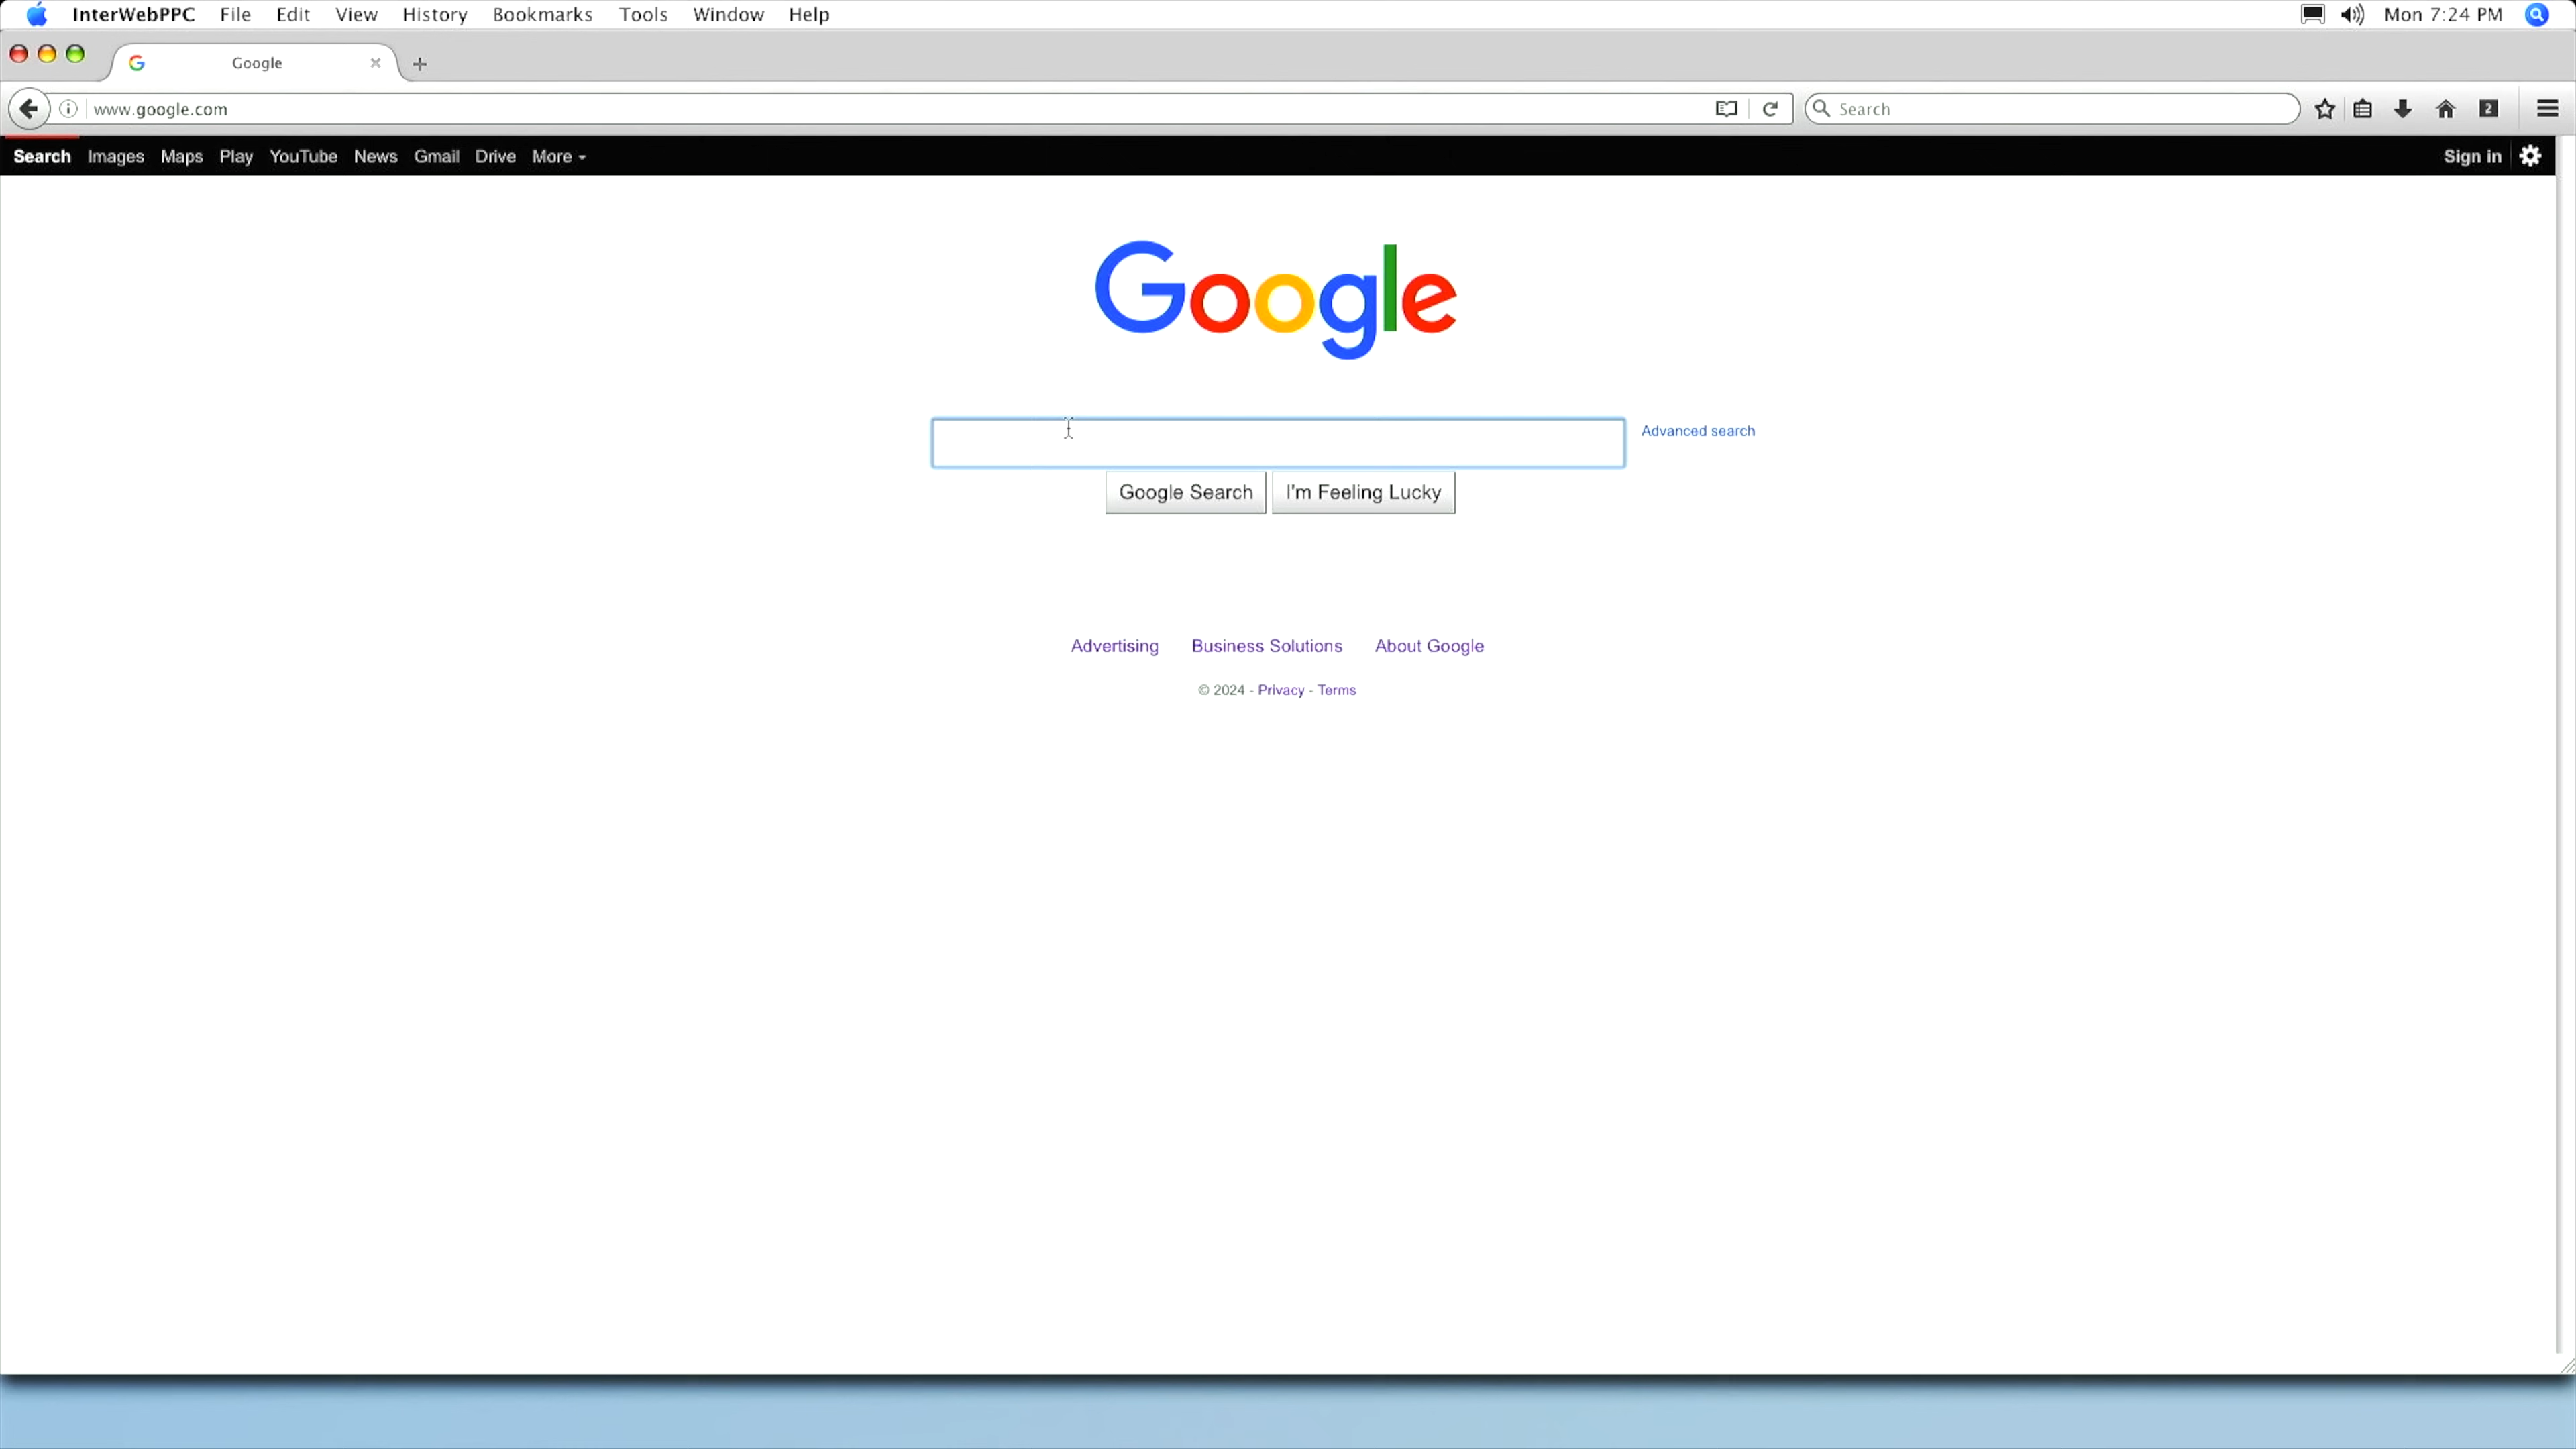 InterWebPPC File Edit View History Bookmarks Tools Window Help Mon 7:24 PM
Google
www.google.com Search 2
Search Images Maps Play YouTube News Gmail Drive More Sign in
Google
Advanced search
Google Search I'm Feeling Lucky
Advertising Business Solutions About Google
© 2024 - Privacy - Terms